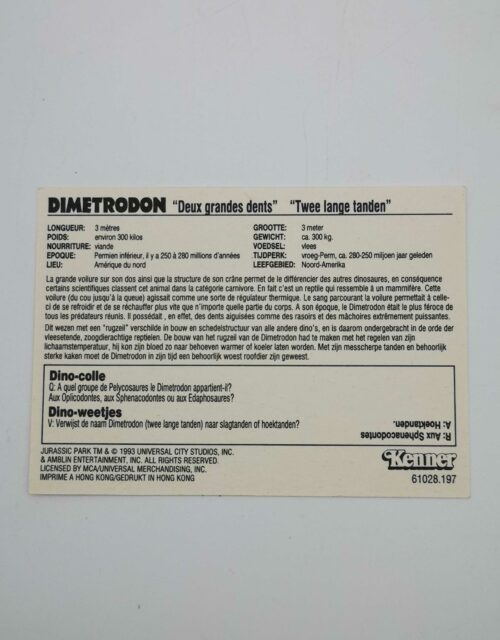 DIMETRODON "Deux grandes dents" "Twee lange tanden"
LONGUEUR: 3 mètres
POIDS: environ 300 kilos
NOURRITURE: viande
EPOQUE: Permien inférieur, il y a 250 à 280 millions d'années
LIEU: Amérique du nord
GROOTTE: 3 meter
GEWICHT: ca. 300 kg.
VOEDSEL: vlees
TIJDPERK: vroeg-Perm, ca. 280-250 miljoen jaar geleden
LEEFGEBIED: Noord-Amerika
La grande voilure sur son dos ainsi que la structure de son crâne permet de le différencier des autres dinosaures, en conséquence
certains scientifiques classent cet animal dans la catégorie carnivore. En fait c'est un reptile qui ressemble à un mammifère. Cette
voilure (du cou jusqu'à la queue) agissait comme une sorte de régulateur thermique. Le sang parcourant la voilure permettait à celle-
ci de se refroidir et de se réchauffer plus vite que n'importe quelle partie du corps. A son époque, le Dimetrodon était le plus féroce de
tous les prédateurs réunis. Il possédait, en effet, des dents aiguisées comme des rasoirs et des mâchoires extrêmement puissantes.
Dit wezen met een "rugzeil" verschilde in bouw en schedelstructuur van alle andere dino's, en is daarom ondergebracht in de orde der
vleesetende, zoogdierachtige reptielen. De bouw van het rugzeil van de Dimetrodon had te maken met het regelen van zijn
lichaamstemperatuur, hij kon zijn bloed zo naar behoren warmer of koeler laten worden. Met zijn messcherpe tanden en behoorlijk
sterke kaken moet de Dimetrodon in zijn tijd een behoorlijk woest roofdier zijn geweest.
Dino-colle
Q: A quel groupe de Pelycosaures le Dimetrodon appartient-il?
Aux Oplicodontes, aux Sphenacodontes ou aux Edaphosaures?
Dino-weetjes
V: Verwijst de naam Dimetrodon (twee lange tanden) naar slagtanden of hoektanden?
R: Aux Sphenacodontes
A: Hoektanden.
JURASSIC PARK TM & © 1993 UNIVERSAL CITY STUDIOS, INC.
& AMBLIN ENTERTAINMENT, INC. ALL RIGHTS RESERVED.
LICENSED BY MCA/UNIVERSAL MERCHANDISING, INC.
IMPRIME A HONG KONG/GEDRUKT IN HONG KONG
Kenner
61028.197